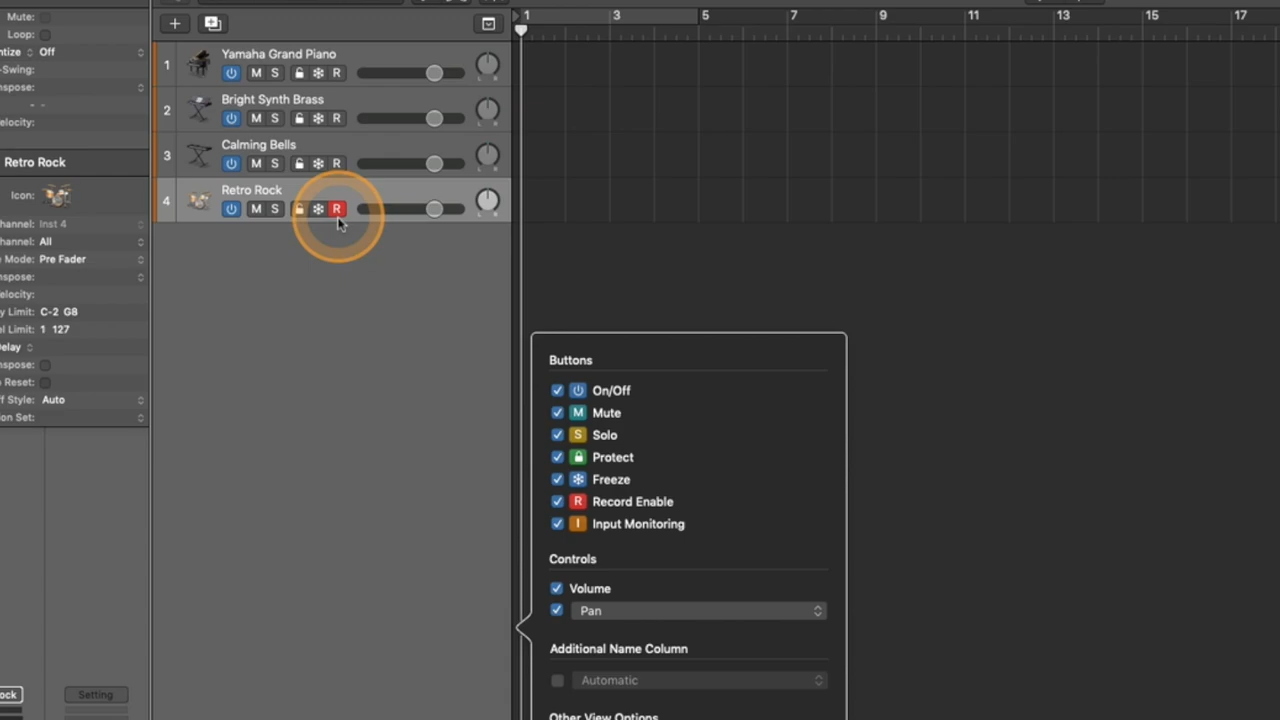 Mute:
Loop:
ntize Off
-Swing:
spose:
- -
elocity:
Retro Rock
Icon:
hannel: Inst 4
hannel: All
e Mode: Pre Fader
nspose:
elocity:
y Limit: C-2 G8
el Limit: 1 127
Delay
nspose:
o Reset:
ff Style: Auto
ion Set:
ock
Setting
+
1 3 5 7 9 11 13 15 17
1 Yamaha Grand Piano
M S R
L R
2 Bright Synth Brass
M S R
L R
3 Calming Bells
M S R
L R
4 Retro Rock
M S R
L R
Buttons
On/Off
M Mute
S Solo
Protect
Freeze
R Record Enable
I Input Monitoring
Controls
Volume
Pan
Additional Name Column
Automatic
Other View Options